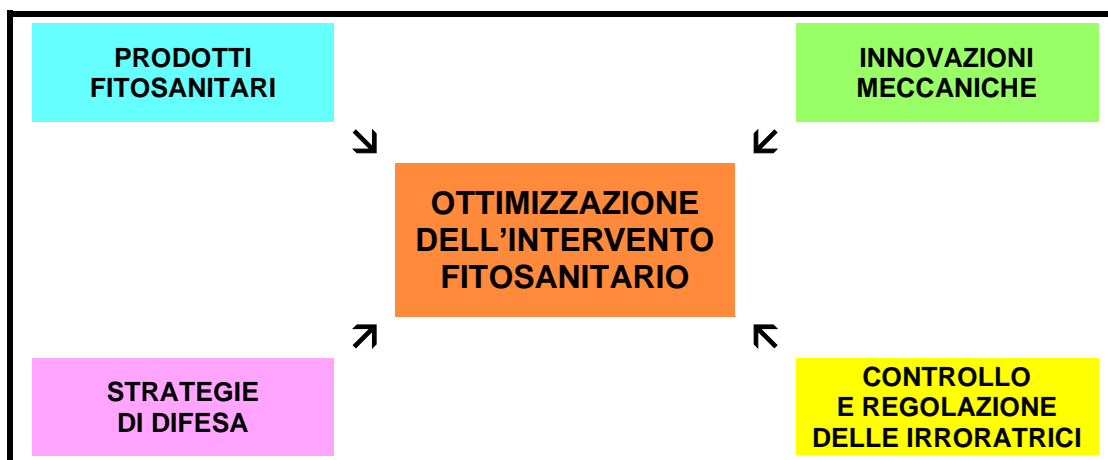 PRODOTTI
FITOSANITARI
INNOVAZIONI
MECCANICHE
OTTIMIZZAZIONE
DELL’INTERVENTO
FITOSANITARIO
STRATEGIE
DI DIFESA
CONTROLLO
E REGOLAZIONE
DELLE IRRORATRICI